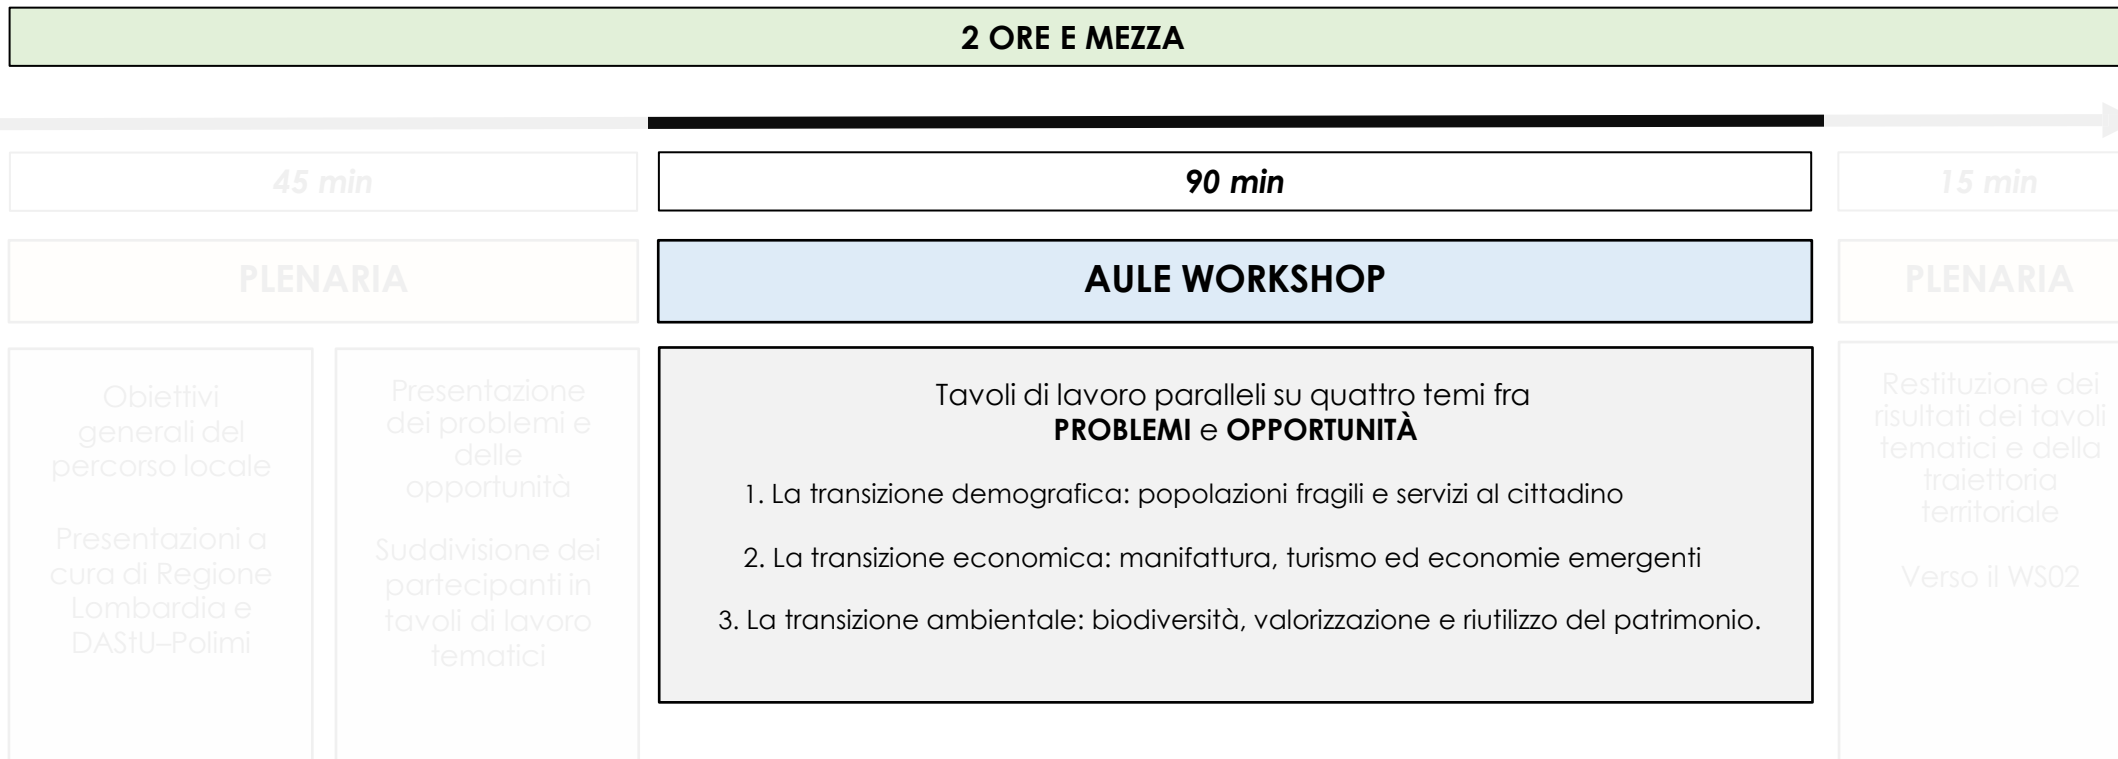 2 ORE E MEZZA
45 min
90 min
15 min
PLENARIA
AULE WORKSHOP
PLENARIA
Obiettivi
generali del
percorso locale
Presentazioni a
cura di Regione
Lombardia e
DAStU–Polimi
Presentazione
dei problemi e
delle
opportunità
Suddivisione dei
partecipanti in
tavoli di lavoro
tematici
Tavoli di lavoro paralleli su quattro temi fra
PROBLEMI e OPPORTUNITÀ
1. La transizione demografica: popolazioni fragili e servizi al cittadino
2. La transizione economica: manifattura, turismo ed economie emergenti
3. La transizione ambientale: biodiversità, valorizzazione e riutilizzo del patrimonio.
Restituzione dei
risultati dei tavoli
tematici e della
traiettoria
territoriale
Verso il WS02